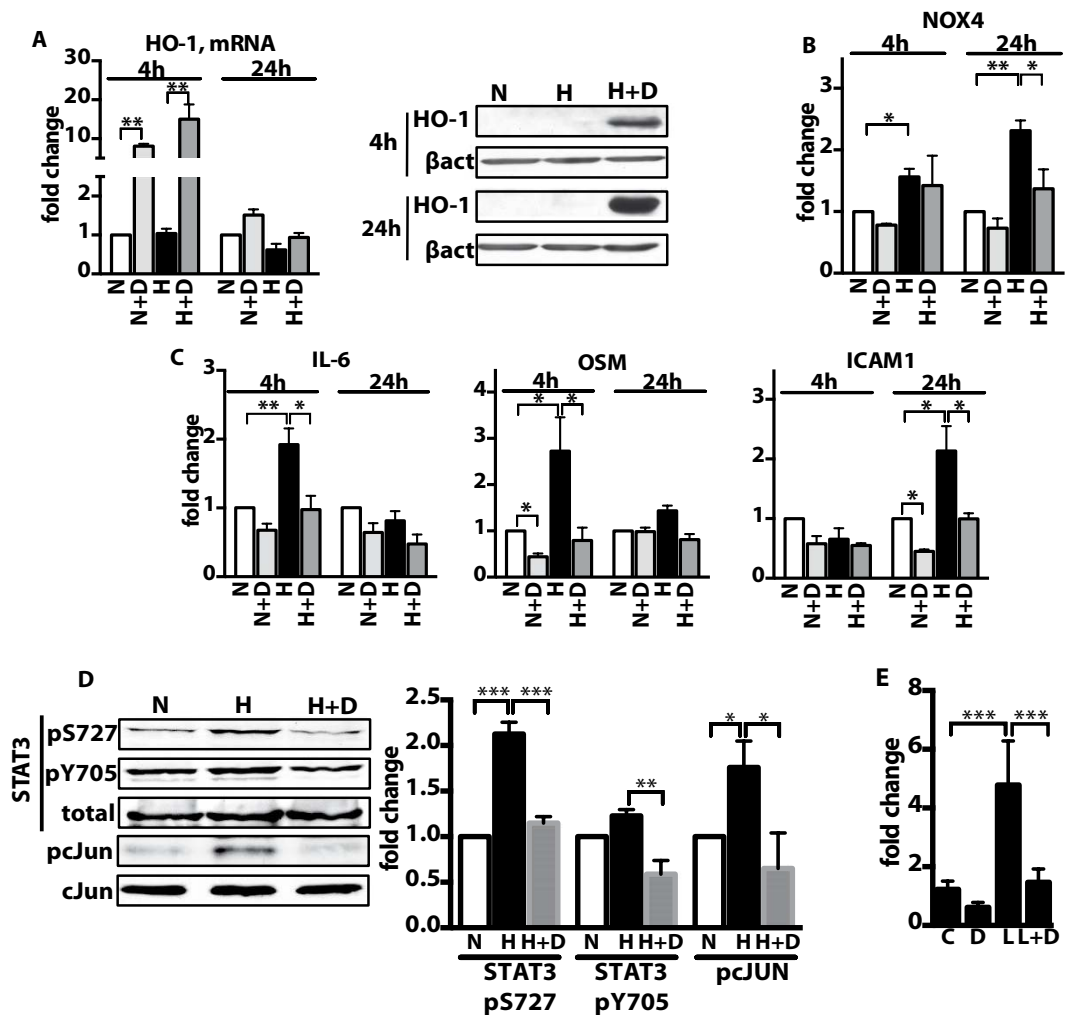 A
HO-1, mRNA
4h 24h
fold change
30
20
10
2
1
0
** **
N N+D H H+D N N+D H H+D
N H H+D
4h
HO-1
βact
24h
HO-1
βact
B
NOX4
4h 24h
3
2
1
0
* ** *
N N+D H H+D N N+D H H+D
C
IL-6
4h 24h
fold change
3
2
1
0
** *
N N+D H H+D N N+D H H+D
OSM
4h 24h
4
3
2
1
0
* * *
N N+D H H+D N N+D H H+D
ICAM1
4h 24h
3
2
1
0
* * *
N N+D H H+D N N+D H H+D
D
N H H+D
STAT3
pS727
pY705
total
pcJun
cJun
fold change
2.5
2.0
1.0
0.5
0.0
*** *** ** * *
N H H+D N H H+D N H H+D
STAT3 STAT3 pcJUN
pS727 pY705
E
fold change
8
6
4
2
0
*** ***
C D L L+D